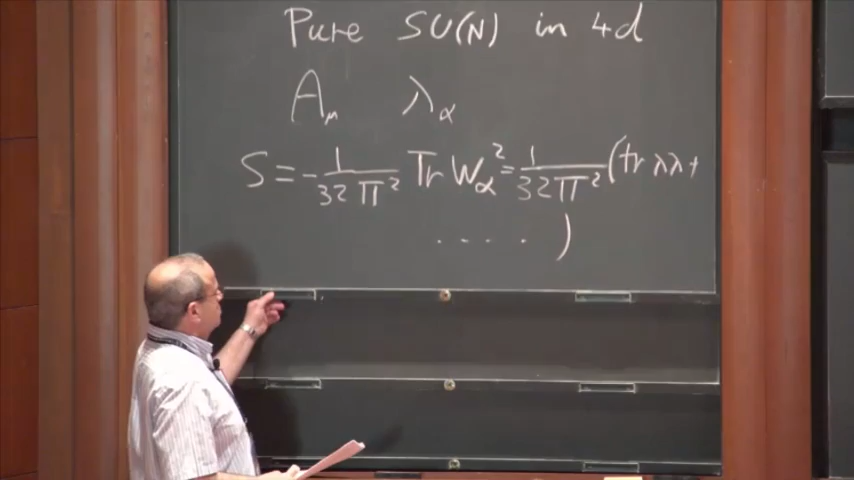 Pure SU(N) in 4d
A_μ λ_α
S = - 1/32π² Tr W_α² = 1/32π² (tr λλ +
. . . . . )